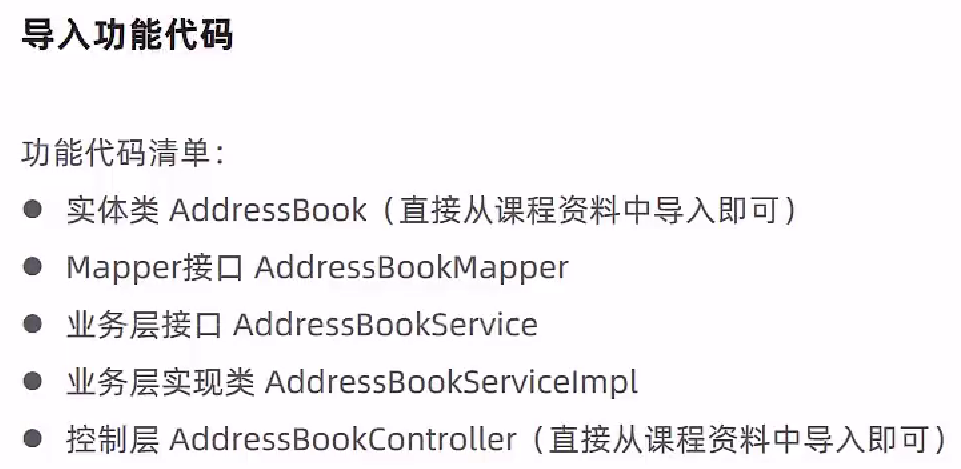 导入功能代码
功能代码清单：
● 实体类 AddressBook（直接从课程资料中导入即可）
● Mapper接口 AddressBookMapper
● 业务层接口 AddressBookService
● 业务层实现类 AddressBookServiceImpl
● 控制层 AddressBookController（直接从课程资料中导入即可）